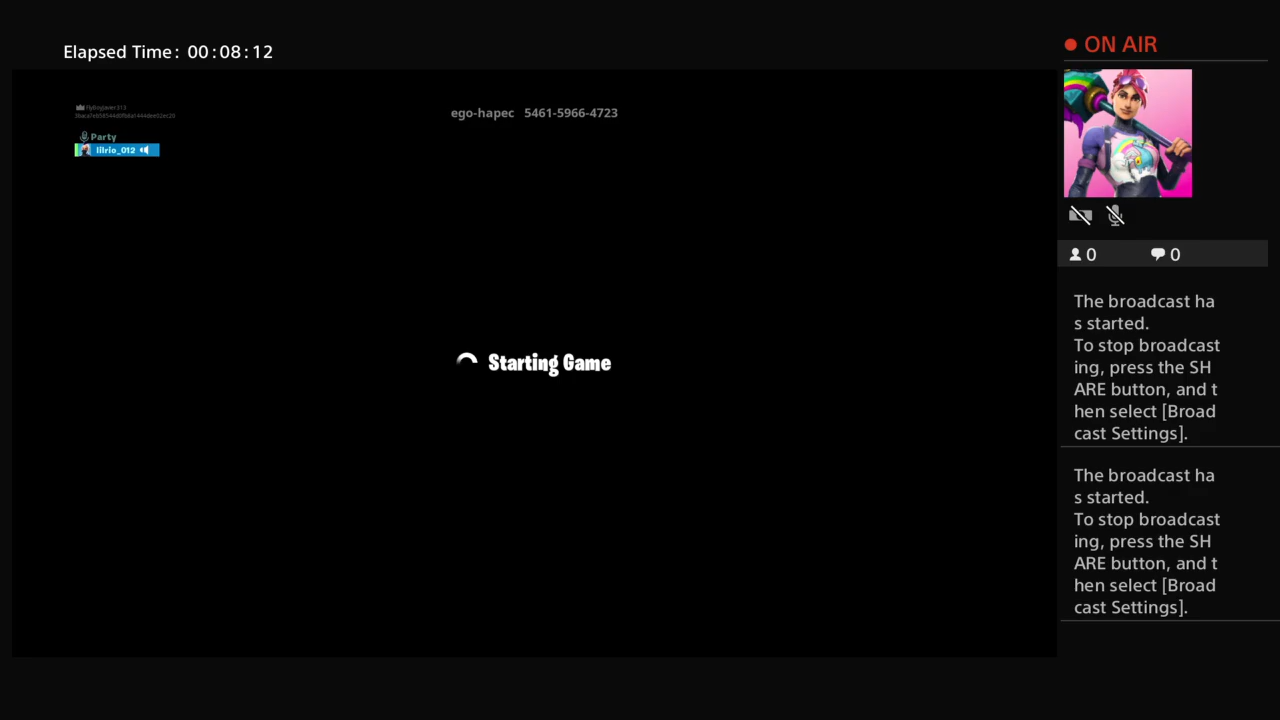 Elapsed Time: 00:08:12
ON AIR
ego-hapec 5461-5966-4723
Party
lilrio_012
0 0
Starting Game
The broadcast ha
s started.
To stop broadcast
ing, press the SH
ARE button, and t
hen select [Broad
cast Settings].
The broadcast ha
s started.
To stop broadcast
ing, press the SH
ARE button, and t
hen select [Broad
cast Settings].